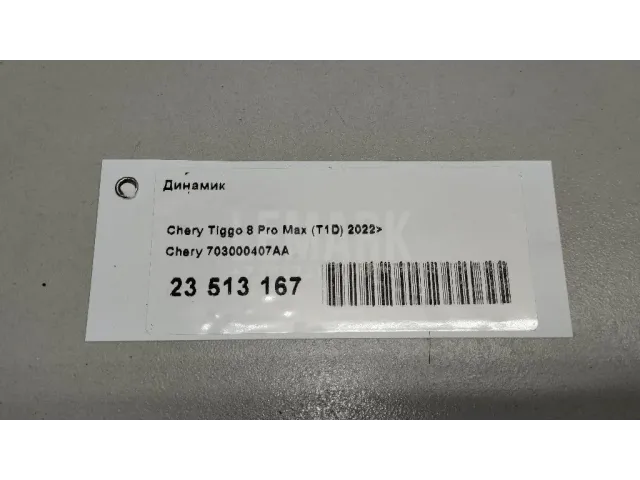 Динамик
Chery Tiggo 8 Pro Max (T1D) 2022>
Chery 703000407AA
23 513 167